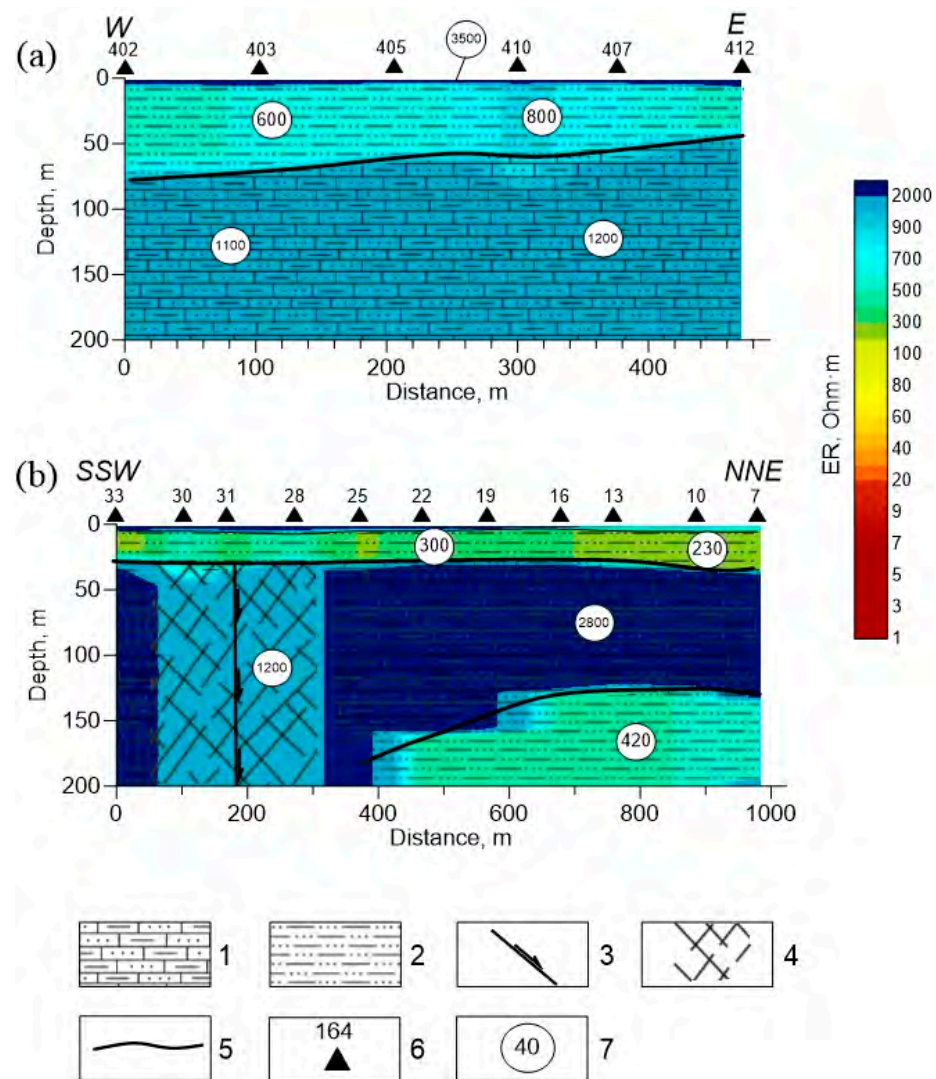 (a)
W E
402 403 405 3500 410 407 412
0
50
100
150
200
Depth, m
600 800
1100 1200
0 100 200 300 400
Distance, m
2000
900
700
500
300
100
80
60
40
20
9
7
5
3
1
ER, Ohm·m
(b)
SSW NNE
33 30 31 28 25 22 19 16 13 10 7
0
50
100
150
200
Depth, m
300 230
2800
1200
420
0 200 400 600 800 1000
Distance, m
1 2 3 4
164
5 6 40 7